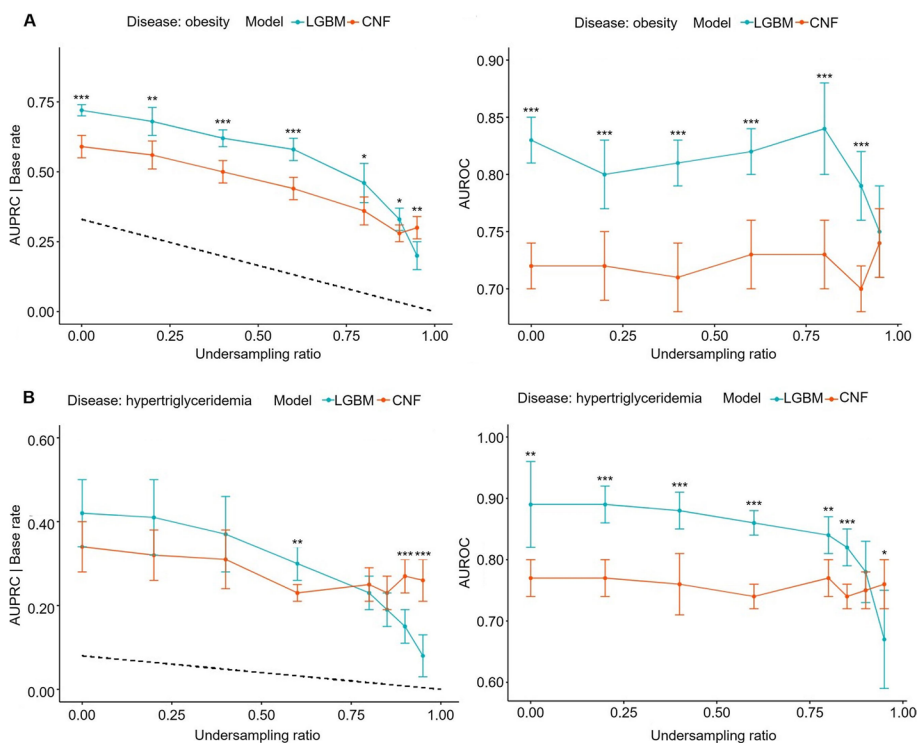 A
Disease: obesity Model LGBM CNF
AUPRC | Base rate
0.75
0.50
0.25
0.00
*** ** *** *** * * **
0.00 0.25 0.50 0.75 1.00
Undersampling ratio
Disease: obesity Model LGBM CNF
AUROC
0.90
0.85
0.80
0.75
0.70
*** *** *** *** *** ***
0.00 0.25 0.50 0.75 1.00
Undersampling ratio
B
Disease: hypertriglyceridemia Model LGBM CNF
AUPRC | Base rate
0.60
0.40
0.20
0.00
** *** ***
0.00 0.25 0.50 0.75 1.00
Undersampling ratio
Disease: hypertriglyceridemia Model LGBM CNF
AUROC
1.00
0.90
0.80
0.70
0.60
** *** *** *** ** *** *
0.00 0.25 0.50 0.75 1.00
Undersampling ratio